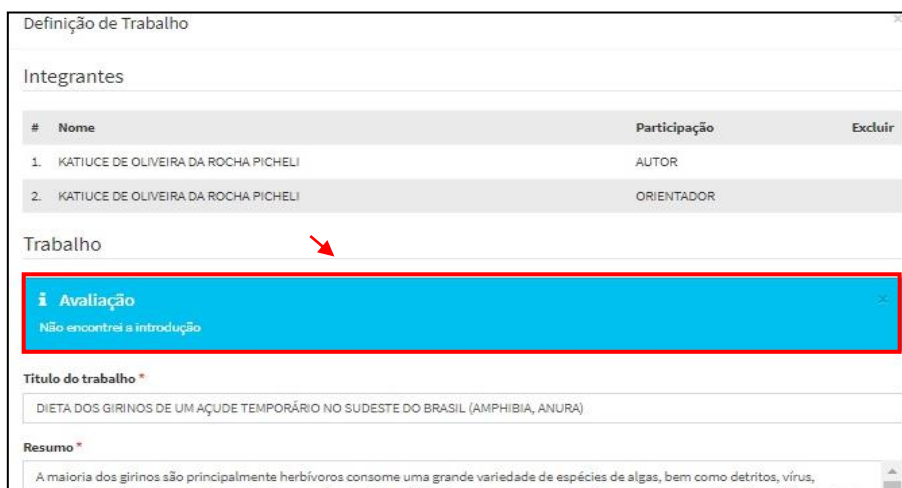 Definição de Trabalho
Integrantes
# Nome Participação Excluir
1. KATIUCE DE OLIVEIRA DA ROCHA PICHELI AUTOR
2. KATIUCE DE OLIVEIRA DA ROCHA PICHELI ORIENTADOR
Trabalho
Avaliação
Não encontrei a introdução
Titulo do trabalho *
DIETA DOS GIRINOS DE UM AÇUDE TEMPORÁRIO NO SUDESTE DO BRASIL (AMPHIBIA, ANURA)
Resumo *
A maioria dos girinos são principalmente herbívoros consome uma grande variedade de espécies de algas, bem como detritos, vírus,